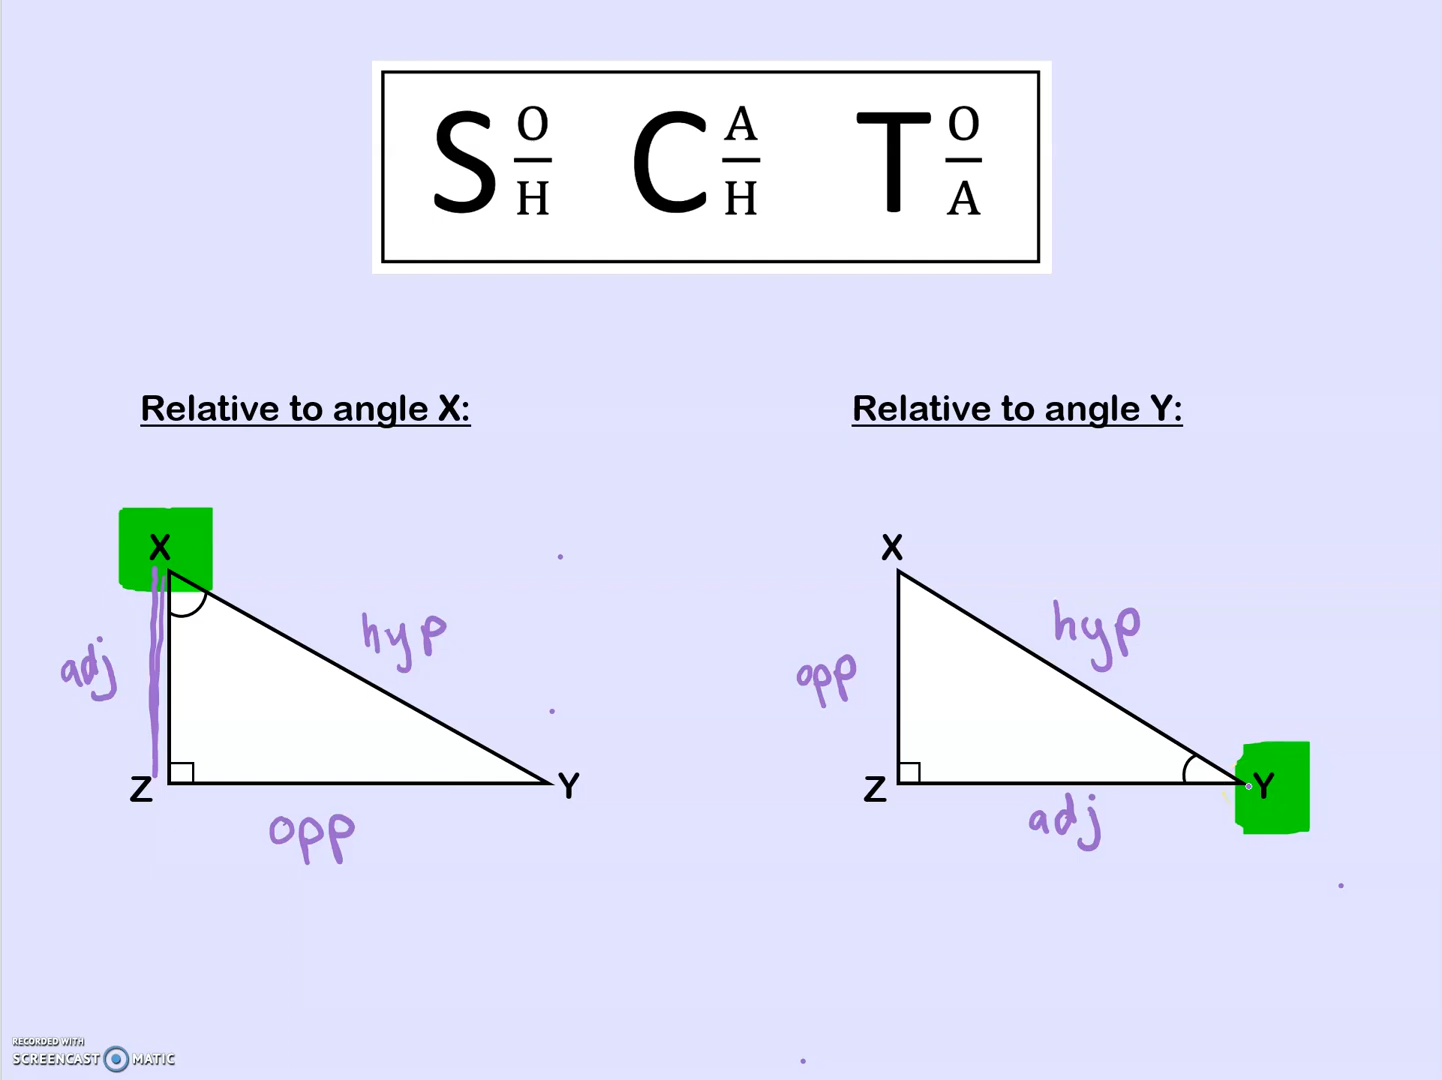 S O/H C A/H T O/A
Relative to angle X:
X
hyp
adj
Z
Y
opp
Relative to angle Y:
X
hyp
opp
Z
Y
adj
RECORDED WITH
SCREENCAST MATIC